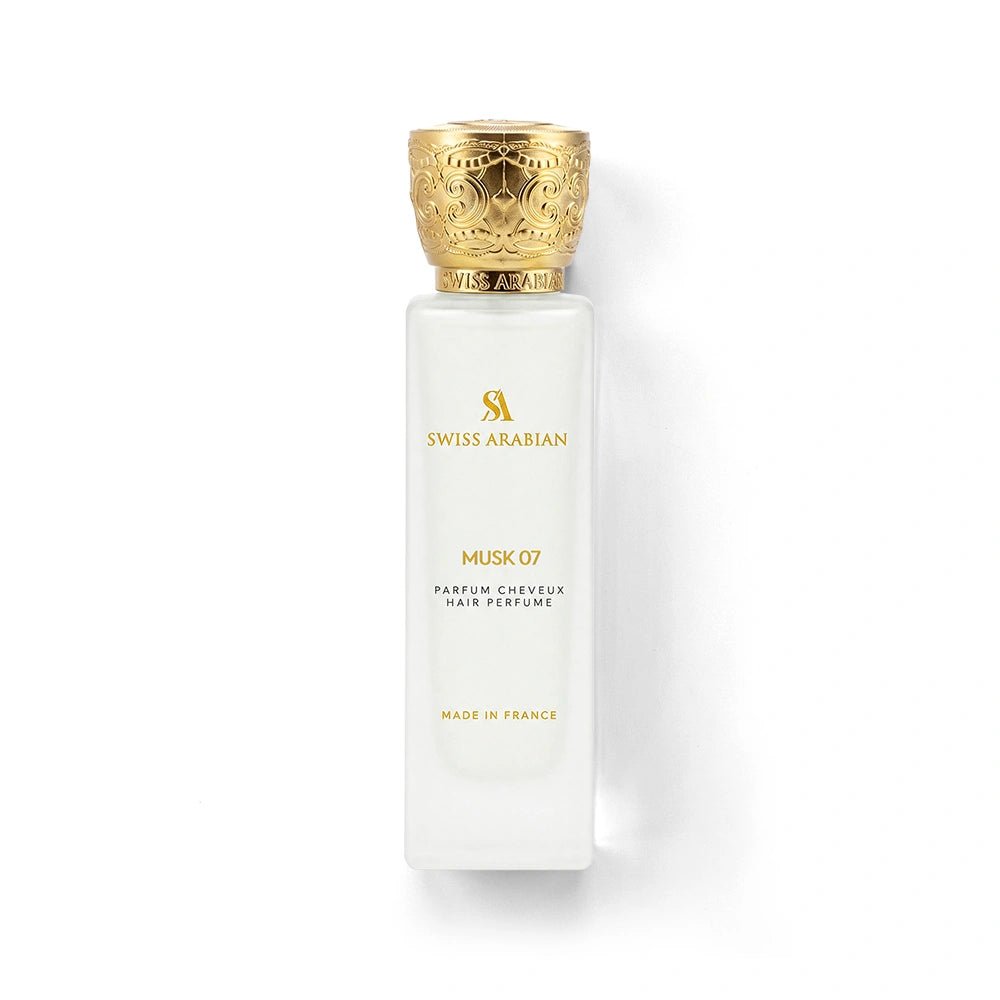 SWISS ARABIAN
SA
SWISS ARABIAN
MUSK 07
PARFUM CHEVEUX
HAIR PERFUME
MADE IN FRANCE